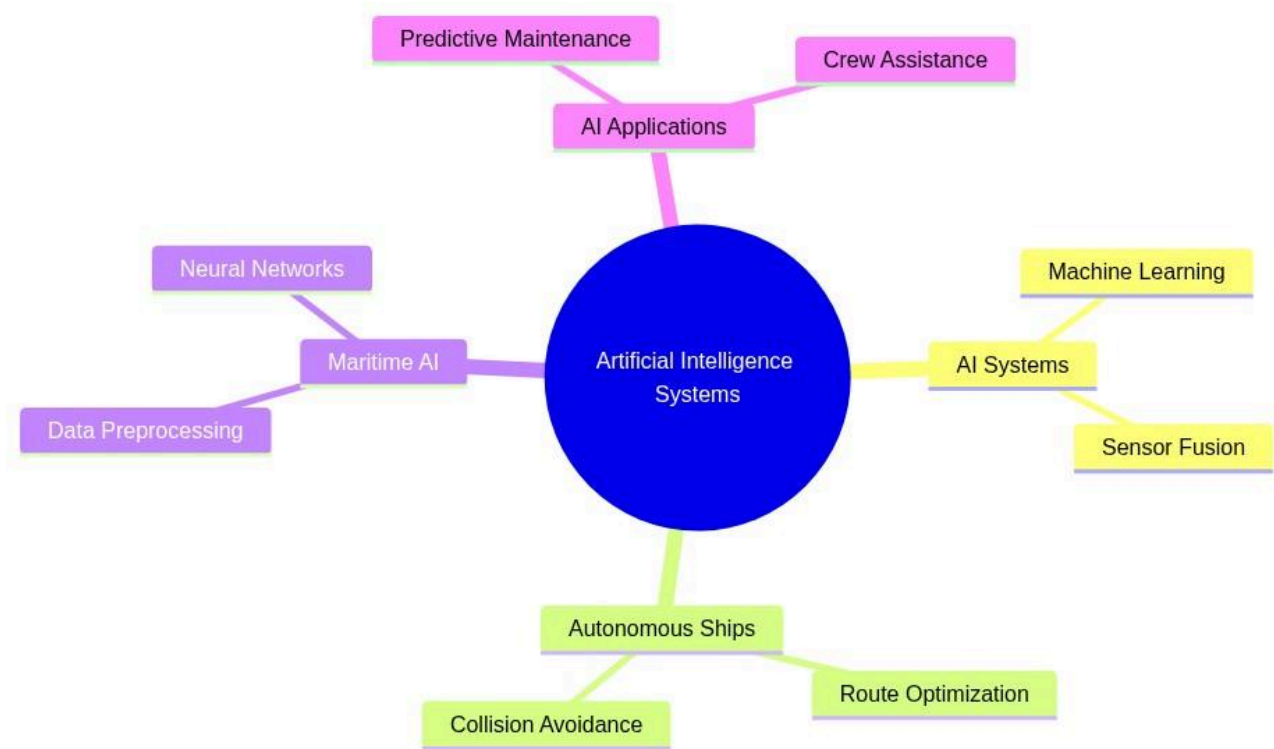 Predictive Maintenance
Crew Assistance
AI Applications
Neural Networks
Machine Learning
Maritime AI
Artificial Intelligence
Systems
AI Systems
Data Preprocessing
Sensor Fusion
Autonomous Ships
Route Optimization
Collision Avoidance